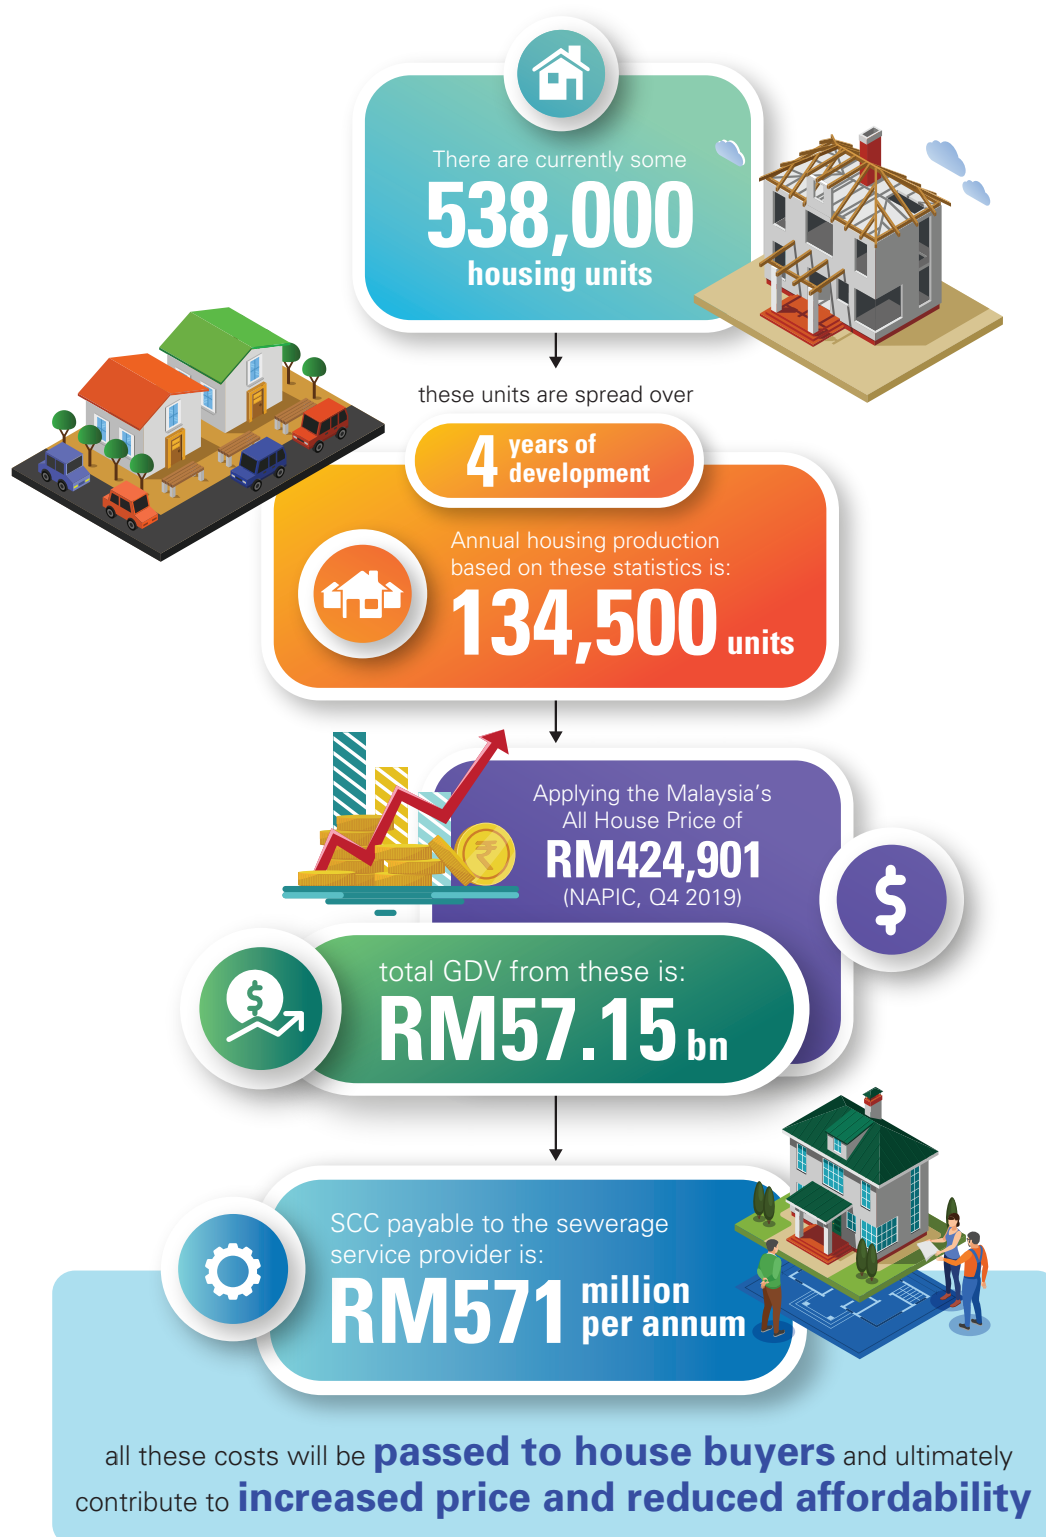 There are currently some
538,000
housing units
these units are spread over
4 years of
development
Annual housing production
based on these statistics is:
134,500 units
Applying the Malaysia's
All House Price of
RM424,901
(NAPIC, Q4 2019)
$
total GDV from these is:
$
RM57.15 bn
SCC payable to the sewerage
service provider is:
RM571 million
per annum
all these costs will be passed to house buyers and ultimately
contribute to increased price and reduced affordability